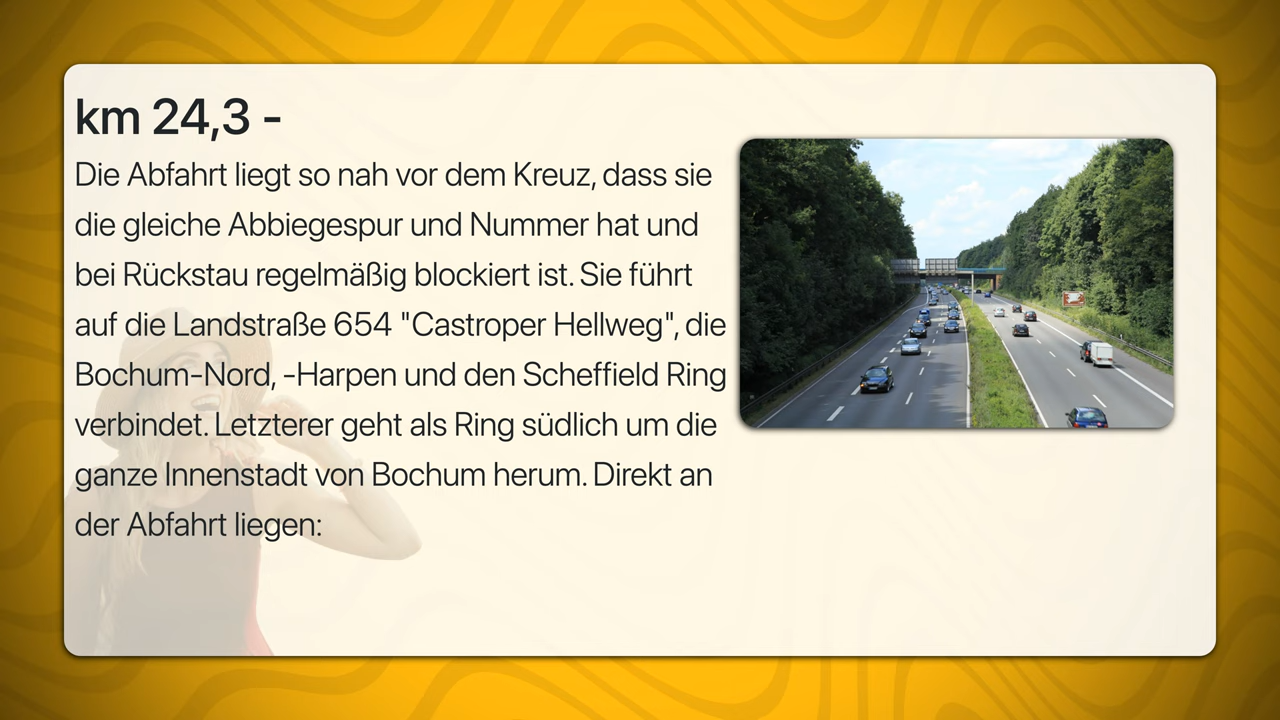 km 24,3 -
Die Abfahrt liegt so nah vor dem Kreuz, dass sie
die gleiche Abbiegespur und Nummer hat und
bei Rückstau regelmäßig blockiert ist. Sie führt
auf die Landstraße 654 "Castroper Hellweg", die
Bochum-Nord, -Harpen und den Scheffield Ring
verbindet. Letzterer geht als Ring südlich um die
ganze Innenstadt von Bochum herum. Direkt an
der Abfahrt liegen: